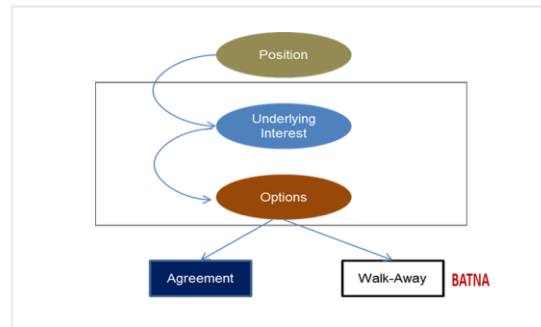 Position
Underlying
Interest
Options
Agreement
Walk-Away
BATNA